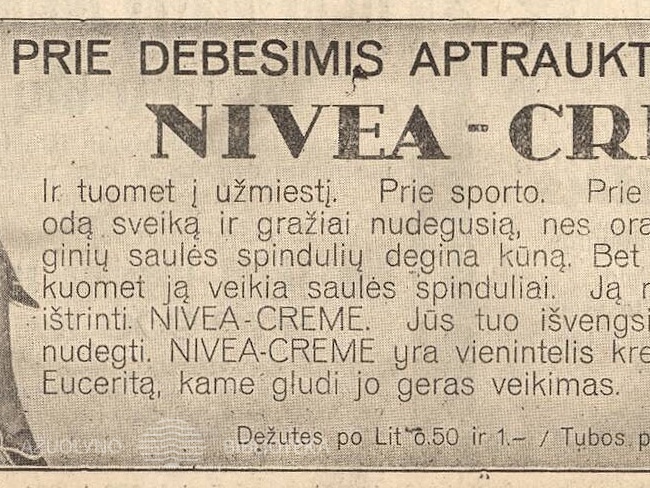 PRIE DEBESIMIS APTRAUKT
NIVEA-CRE
Ir tuomet į užmiestį. Prie sporto. Prie
odą sveiką ir gražiai nudegusią, nes ora
ginių saulės spindulių degina kūną. Bet
kuomet ją veikia saulės spinduliai. Ją
ištrinti. NIVEA-CREME. Jūs tuo išvengsi
nudegti. NIVEA-CREME yra vienintelis kre
Euceritą, kame gludi jo geras veikimas.
Dežutes po Lit 0.50 ir 1.– / Tubos p
AŽUOLYNO BIBLIOTEKA